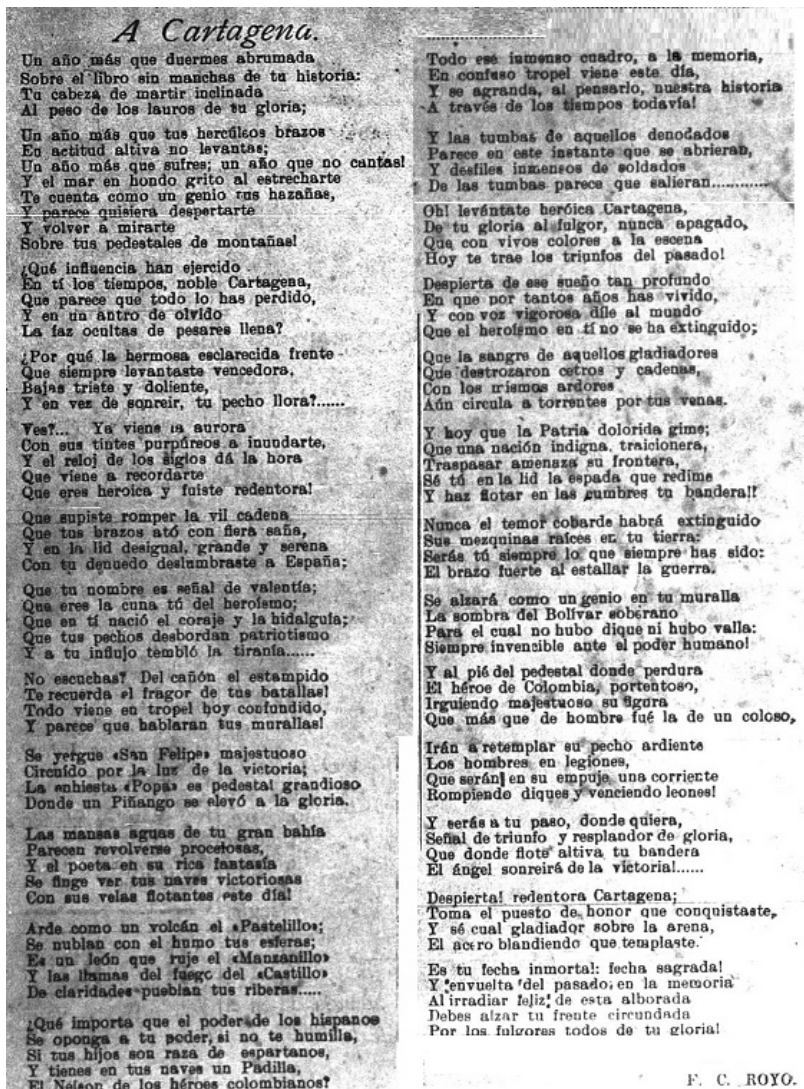 A Cartagena.
Un año más que duermes abrumada
Sobre el libro sin manchas de tu historia:
Tu cabeza de martir inclinada
Al peso de los lauros de tu gloria;
Un año más que tus hercúleos brazos
En actitud altiva no levantas;
Un año más que sufres; un año que no cantas!
Y el mar en hondo grito al estrecharte
Te cuenta como un genio tus hazañas,
Y parece quisiera despertarte
Y volver a mirarte
Sobre tus pedestales de montañas!
¿Qué influencia han ejercido
En tí los tiempos, noble Cartagena,
Que parece que todo lo has perdido,
Y en un antro de olvido
La faz ocultas de pesares llena?
¿Por qué la hermosa esclarecida frente
Que siempre levantaste vencedora,
Bajas triste y doliente,
Y en vez de sonreir, tu pecho llora?......
Ves?... Ya viene la aurora
Con sus tintes purpúreos a inundarte,
Y el reloj de los siglos dá la hora
Que viene a recordarte
Que eres heroica y fuiste redentora!
Que supiste romper la vil cadena
Que tus brazos ató con fiera saña,
Y en la lid desigual, grande y serena
Con tu denuedo deslumbraste a España;
Que tu nombre es señal de valentía;
Que eres la cuna tú del heroísmo;
Que en tí nació el coraje y la hidalguía;
Que tus pechos desbordan patriotismo
Y a tu influjo tembló la tiranía......
No escuchas? Del cañón el estampido
Te recuerda el fragor de tus batallas!
Todo viene en tropel hoy confundido,
Y parece que hablaran tus murallas!
Se yergue «San Felipe» majestuoso
Circuído por la luz de la victoria;
La enhiesta «Popa» es pedestal grandioso
Donde un Piñango se elevó a la gloria.
Las mansas aguas de tu gran bahía
Parecen revolverse procelosas,
Y el poeta en su rica fantasía
Se finge ver tus naves victoriosas
Con sus velas flotantes este día!
Arde como un volcán el «Pastelillo»;
Se nublan con el humo tus esferas;
Es un león que ruje el «Manzanillo»
Y las llamas del fuego del «Castillo»
De claridades pueblan tus riberas.....
¿Qué importa que el poder de los hispanos
Se oponga a tu poder, si no te humilla,
Si tus hijos son raza de espartanos,
Y tienes en tus naves un Padilla,
El Nelson de los héroes colombianos?
Todo ese inmenso cuadro, a la memoria,
En confuso tropel viene este día,
Y se agranda, al pensarlo, nuestra historia
A través de los tiempos todavía!
Y las tumbas de aquellos denodados
Parece en este instante que se abrieran,
Y desfiles inmensos de soldados
De las tumbas parece que salieran............
Oh! levántate heróica Cartagena,
De tu gloria al fulgor, nunca apagado,
Que con vivos colores a la escena
Hoy te trae los triunfos del pasado!
Despierta de ese sueño tan profundo
En que por tantos años has vivido,
Y con voz vigorosa díle al mundo
Que el heroísmo en tí no se ha extinguido;
Que la sangre de aquellos gladiadores
Que destrozaron cetros y cadenas,
Con los mismos ardores
Aún circula a torrentes por tus venas.
Y hoy que la Patria dolorida gime;
Que una nación indigna, traicionera,
Traspasar amenaza su frontera,
Sé tú en la lid la espada que redime
Y haz flotar en las cumbres tu bandera!!
Nunca el temor cobarde habrá extinguido
Sus mezquinas raíces en tu tierra:
Serás tú siempre lo que siempre has sido:
El brazo fuerte al estallar la guerra.
Se alzará como un genio en tu muralla
La sombra del Bolívar soberano
Para el cual no hubo dique ni hubo valla:
Siempre invencible ante el poder humano!
Y al pié del pedestal donde perdura
El héroe de Colombia, portentoso,
Irguiendo majestuoso su figura
Que más que de hombre fué la de un coloso,
Irán a retemplar su pecho ardiente
Los hombres en legiones,
Que serán en su empuje una corriente
Rompiendo diques y venciendo leones!
Y serás a tu paso, donde quiera,
Señal de triunfo y resplandor de gloria,
Que donde flote altiva tu bandera
El ángel sonreirá de la victoria!......
Despierta! redentora Cartagena;
Toma el puesto de honor que conquistaste,
Y sé cual gladiador sobre la arena,
El acero blandiendo que templaste.
Es tu fecha inmortal: fecha sagrada!
Y envuelta del pasado en la memoria
Al irradiar feliz de esta alborada
Debes alzar tu frente circundada
Por los fulgores todos de tu gloria!
F. C. ROYO.